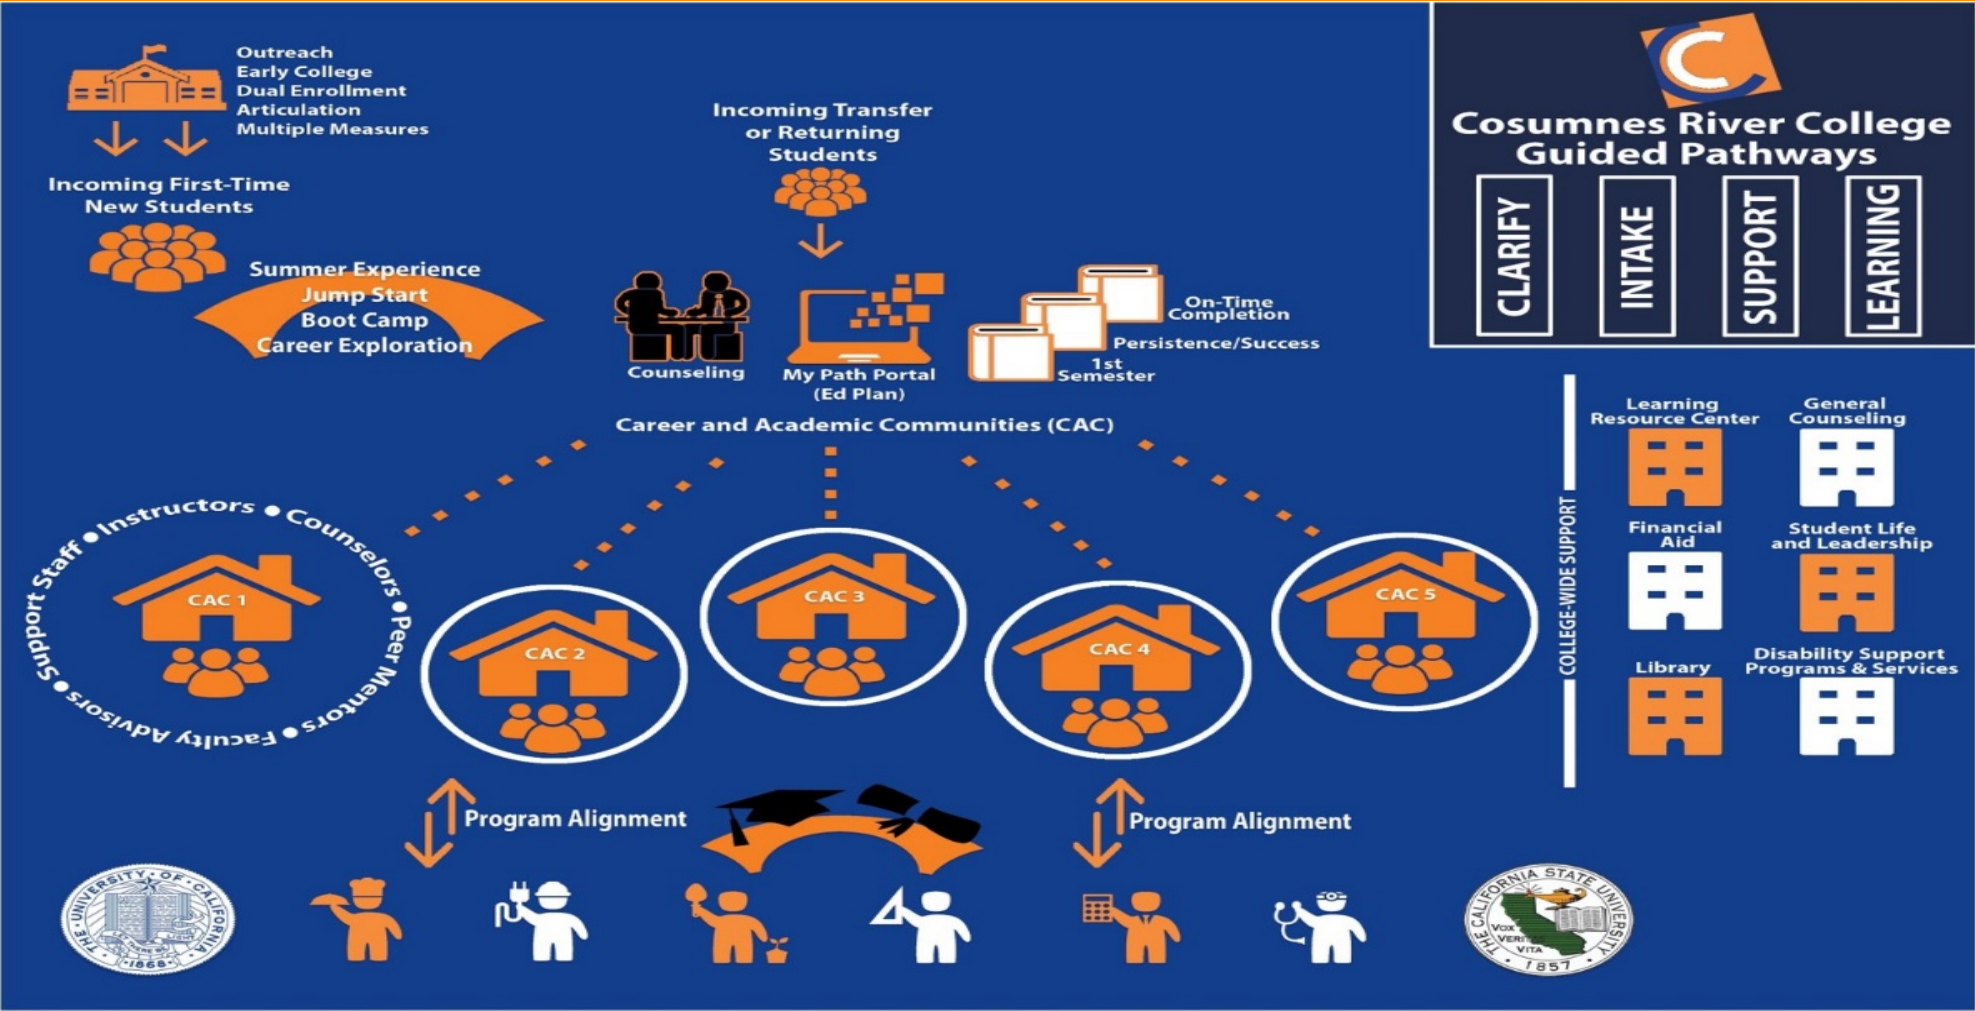 Outreach
Early College
Dual Enrollment
Articulation
Multiple Measures
Incoming First-Time
New Students
Summer Experience
Jump Start
Boot Camp
Career Exploration
Incoming Transfer
or Returning
Students
Counseling
My Path Portal
(Ed Plan)
On-Time
Completion
Persistence/Success
1st
Semester
C
Cosumnes River College
Guided Pathways
CLARIFY
INTAKE
SUPPORT
LEARNING
Career and Academic Communities (CAC)
Support Staff • Instructors • Counselors • Peer Mentors • Faculty Advisors •
CAC 1
CAC 2
CAC 3
CAC 4
CAC 5
COLLEGE-WIDE SUPPORT
Learning
Resource Center
General
Counseling
Financial
Aid
Student Life
and Leadership
Library
Disability Support
Programs & Services
Program Alignment
Program Alignment
THE UNIVERSITY OF CALIFORNIA
1868
THE CALIFORNIA STATE UNIVERSITY
VOX
VERITAS
VITA
1857